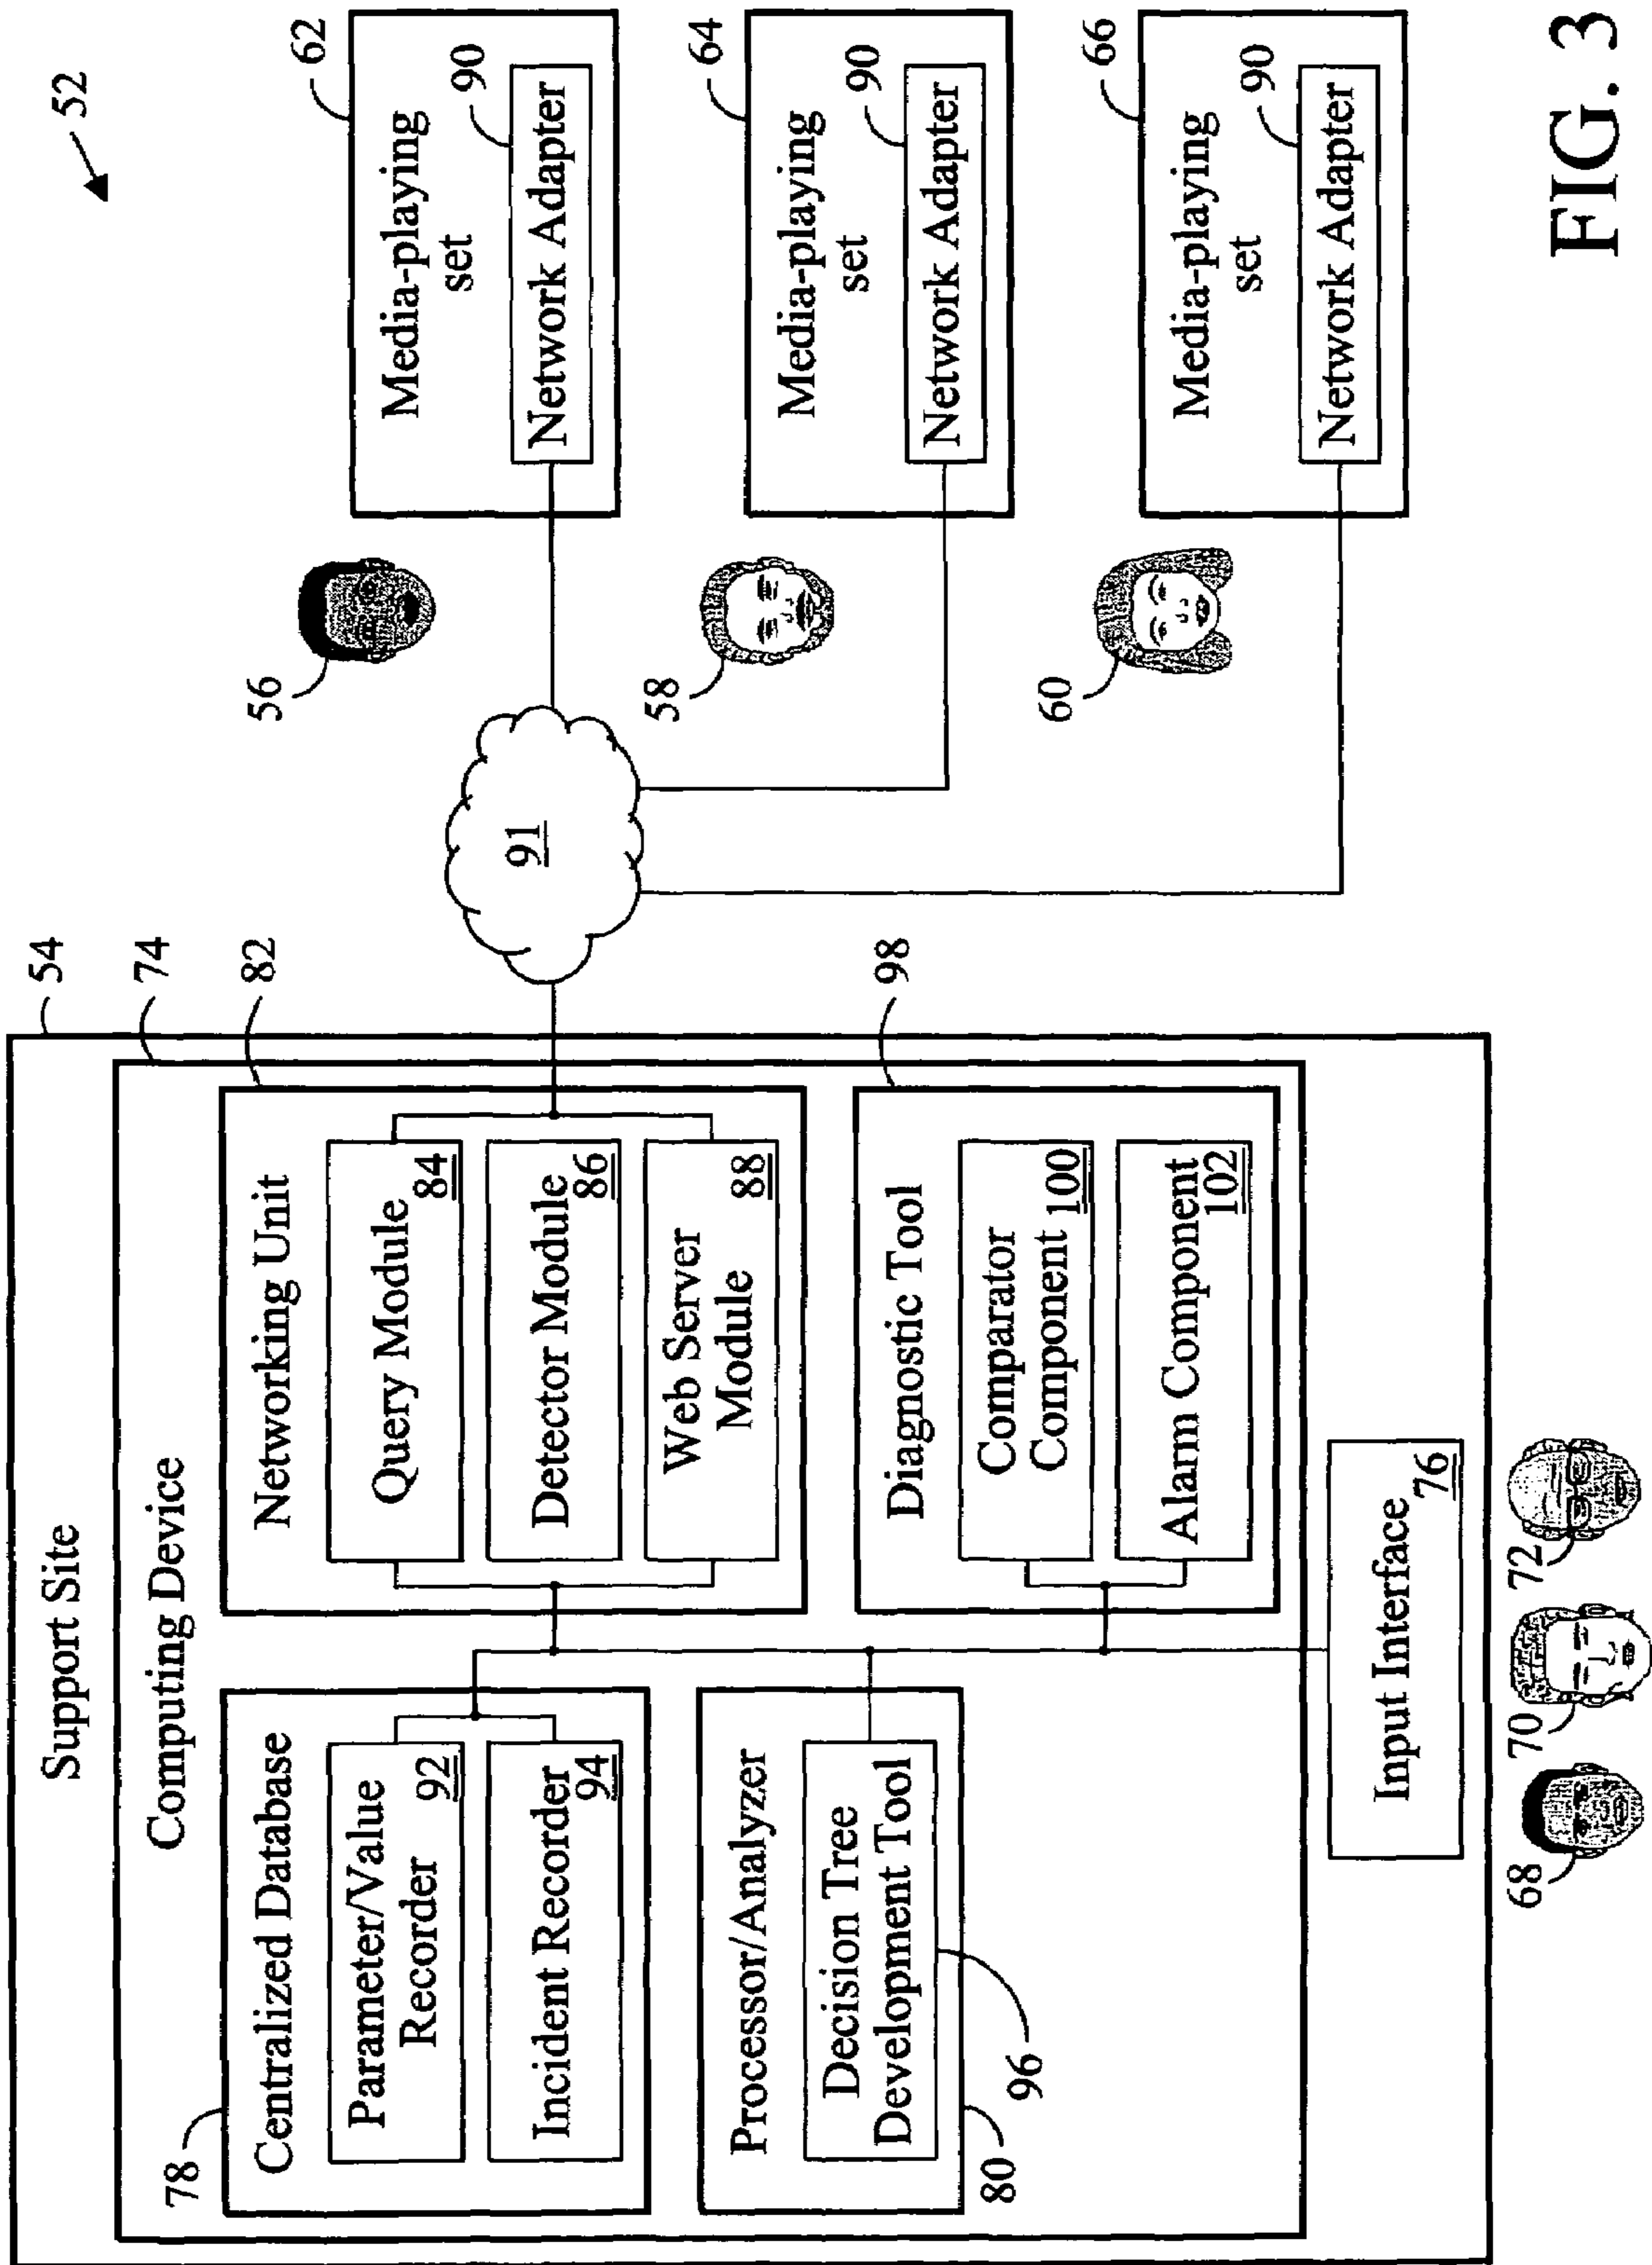 52
Support Site
54
Computing Device
74
78
Centralized Database
Parameter/Value
Recorder
92
Incident Recorder
94
Networking Unit
82
Query Module
84
Detector Module
86
Web Server
Module
88
Processor/Analyzer
Decision Tree
Development Tool
80
96
Diagnostic Tool
98
Comparator
Component
100
Alarm Component
102
Input Interface
76
68
70
72
91
56
62
Media-playing
set
90
Network Adapter
58
64
Media-playing
set
90
Network Adapter
60
66
Media-playing
set
90
Network Adapter
FIG. 3